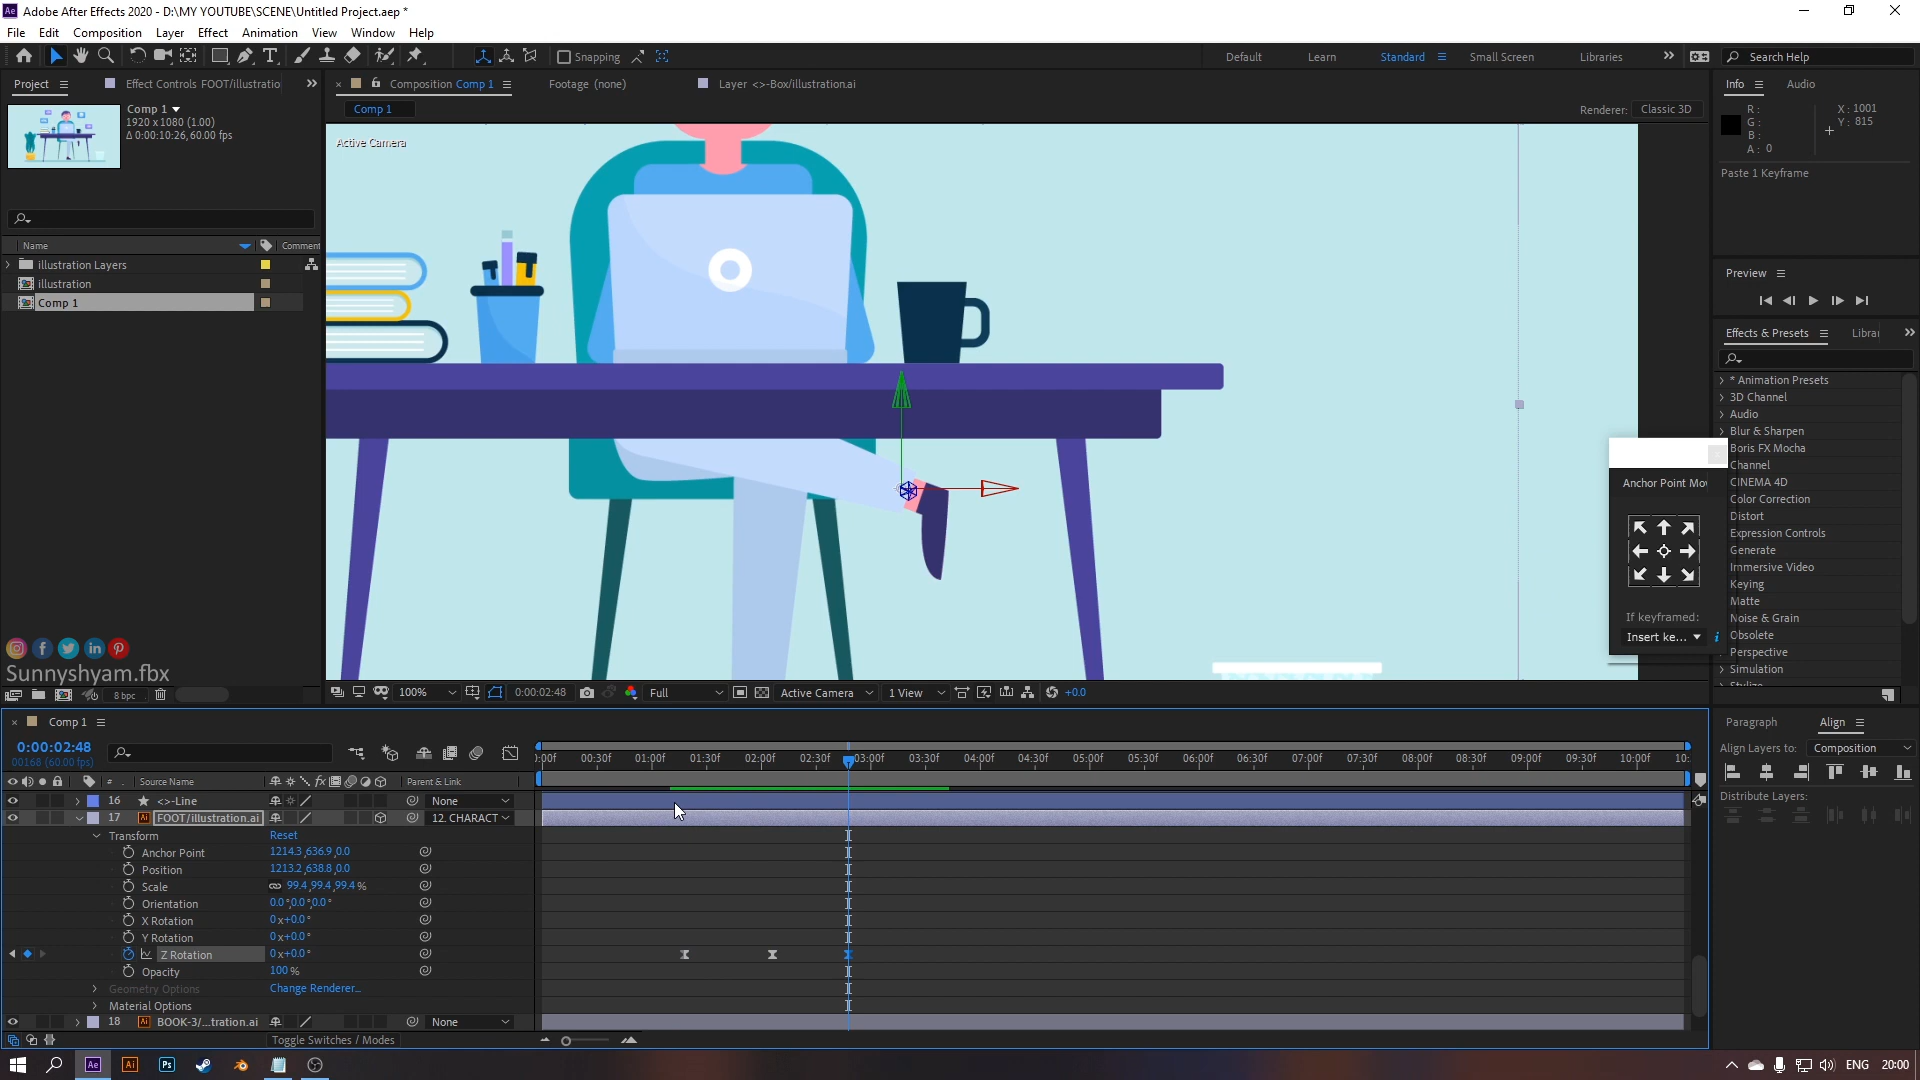 Adobe After Effects 2020 - D:\MY YOUTUBE\SCENE\Untitled Project.aep *
File Edit Composition Layer Effect Animation View Window Help
Snapping
Default Learn Standard Small Screen Libraries
Search Help
Project
Effect Controls FOOT/illustratio
Composition Comp 1
Footage (none)
Layer <>-Box/illustration.ai
Info Audio
Comp 1
1920 x 1080 (1.00)
Δ 0:00:10:26, 60.00 fps
Comp 1
Renderer: Classic 3D
R:
G:
B:
A: 0
X: 1001
Y: 815
Active Camera
Paste 1 Keyframe
Name Comment
illustration Layers
illustration
Comp 1
Preview
Effects & Presets
* Animation Presets
3D Channel
Audio
Blur & Sharpen
Boris FX Mocha
Channel
CINEMA 4D
Color Correction
Distort
Expression Controls
Generate
Immersive Video
Keying
Matte
Noise & Grain
Obsolete
Perspective
Simulation
Anchor Point Mov
If keyframed:
Insert ke...
Sunnyshyam.fbx
8 bpc
100% 0:00:02:48 Full Active Camera 1 View +0.0
Comp 1
Paragraph Align
0:00:02:48
00168 (60.00 fps)
:00f 00:30f 01:00f 01:30f 02:00f 02:30f 03:00f 03:30f 04:00f 04:30f 05:00f 05:30f 06:00f 06:30f 07:00f 07:30f 08:00f 08:30f 09:00f 09:30f 10:00f 10:
Align Layers to: Composition
Distribute Layers:
# Source Name Parent & Link
16 <>-Line None
17 FOOT/illustration.ai 12. CHARACT
Transform Reset
Anchor Point 1214.3,636.9,0.0
Position 1213.2,638.8,0.0
Scale 99.4,99.4,99.4%
Orientation 0.0°,0.0°,0.0°
X Rotation 0x+0.0°
Y Rotation 0x+0.0°
Z Rotation 0x+0.0°
Opacity 100%
Geometry Options Change Renderer...
Material Options
18 BOOK-3/...tration.ai None
Toggle Switches / Modes
ENG 20:00